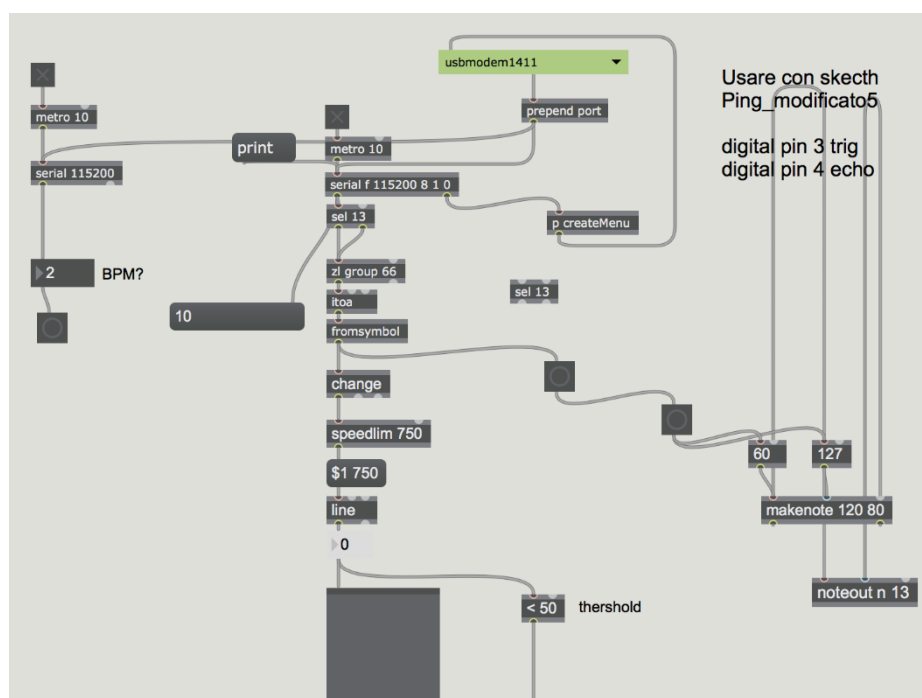 usbmodem1411
Usare con skecth
Ping_modificato5
digital pin 3 trig
digital pin 4 echo
prepend port
metro 10
print
metro 10
serial 115200
serial f 115200 8 1 0
sel 13
p createMenu
2
BPM?
zl group 66
sel 13
itoa
10
fromsymbol
change
speedlim 750
60
127
$1 750
line
makenote 120 80
0
noteout n 13
< 50
thershold